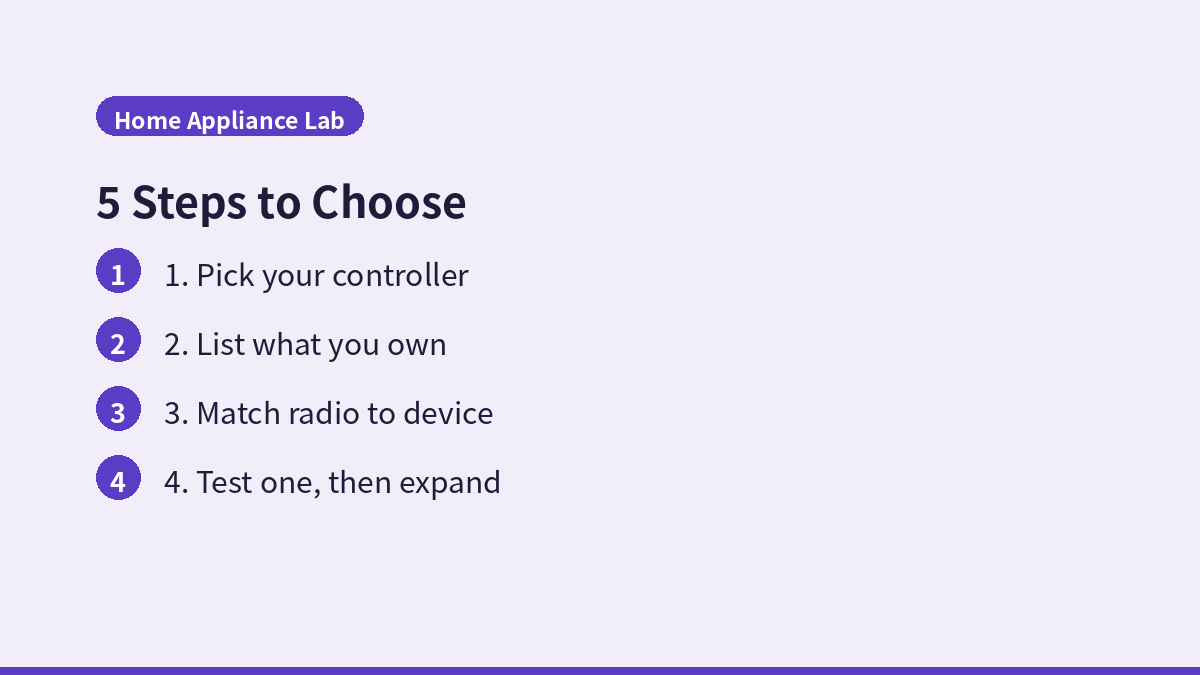 Home Appliance Lab
5 Steps to Choose
1 1. Pick your controller
2 2. List what you own
3 3. Match radio to device
4 4. Test one, then expand